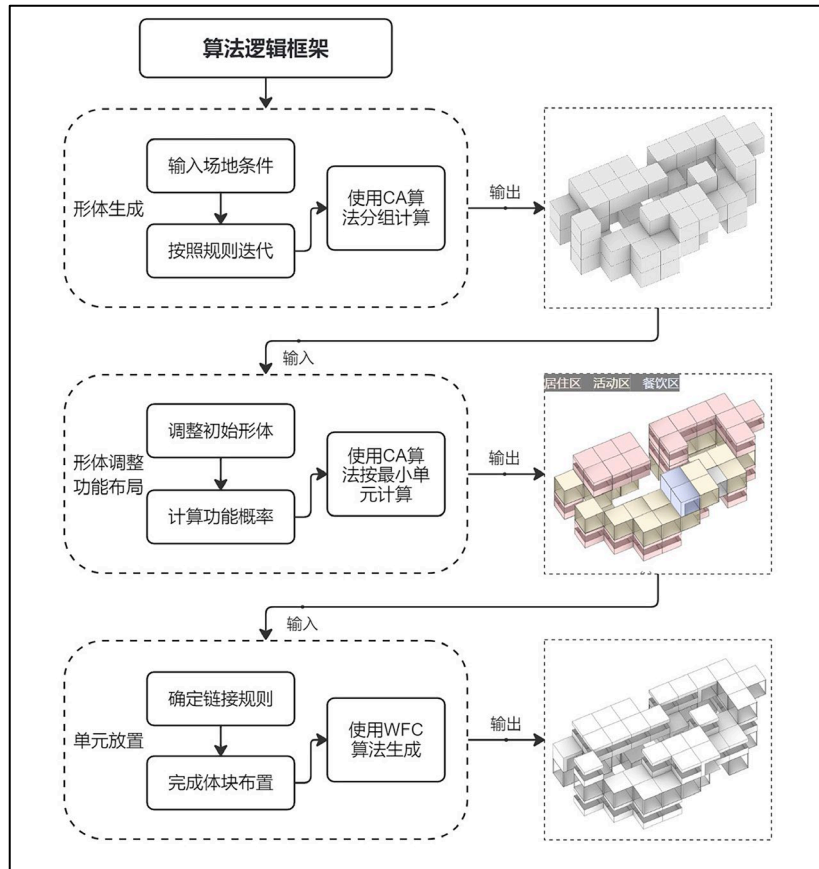 算法逻辑框架
形体生成
输入场地条件
按照规则迭代
使用CA算
法分组计算
输出
输入
形体调整
功能布局
调整初始形体
计算功能概率
使用CA算
法按最小单
元计算
输出
居住区 活动区 餐饮区
输入
单元放置
确定链接规则
完成体块布置
使用WFC
算法生成
输出